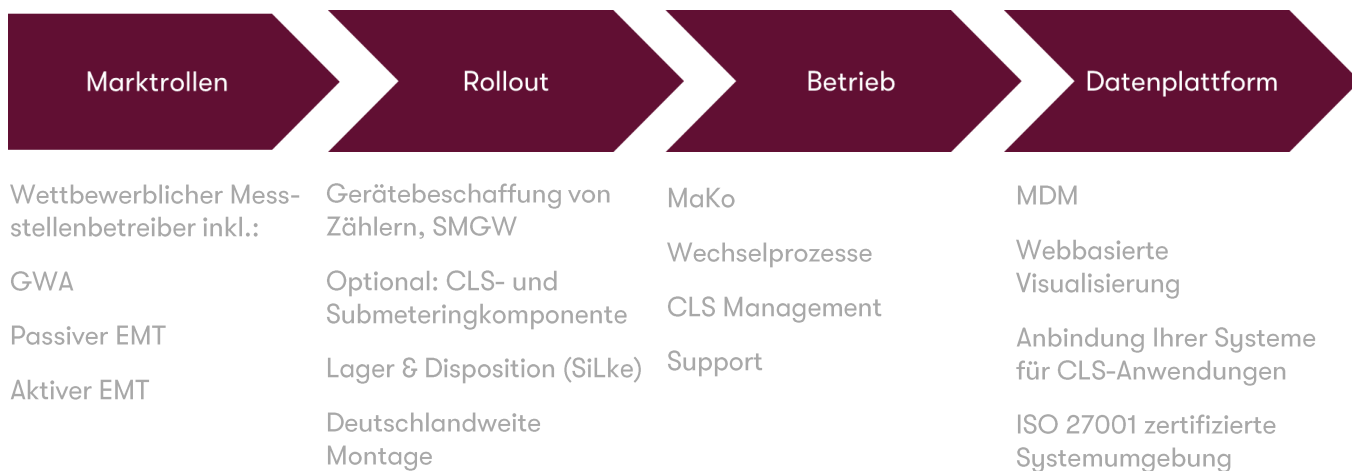 Marktrollen
Wettbewerblicher Mess-
stellenbetreiber inkl.:
GWA
Passiver EMT
Aktiver EMT
Rollout
Gerätebeschaffung von
Zählern, SMGW
Optional: CLS- und
Submeteringkomponente
Lager & Disposition (SiLke)
Deutschlandweite
Montage
Betrieb
MaKo
Wechselprozesse
CLS Management
Support
Datenplattform
MDM
Webbasierte
Visualisierung
Anbindung Ihrer Systeme
für CLS-Anwendungen
ISO 27001 zertifizierte
Systemumgebung